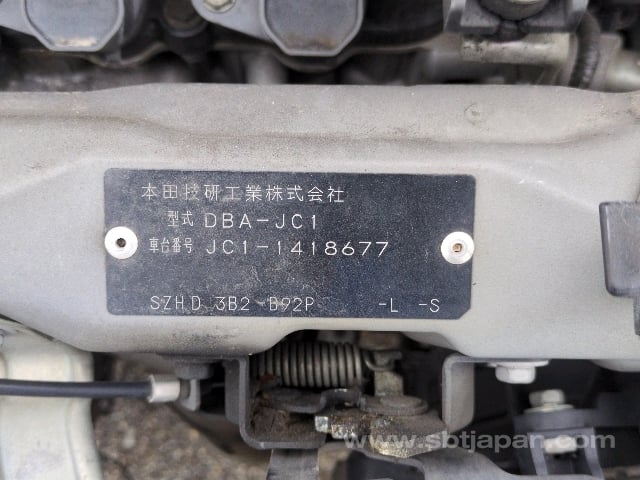 本田技研工業株式会社
型式 DBA-JC1
車台番号 JC1-1418677
SZH,D 3B2-B92P -L -S
www.sbtjapan.com